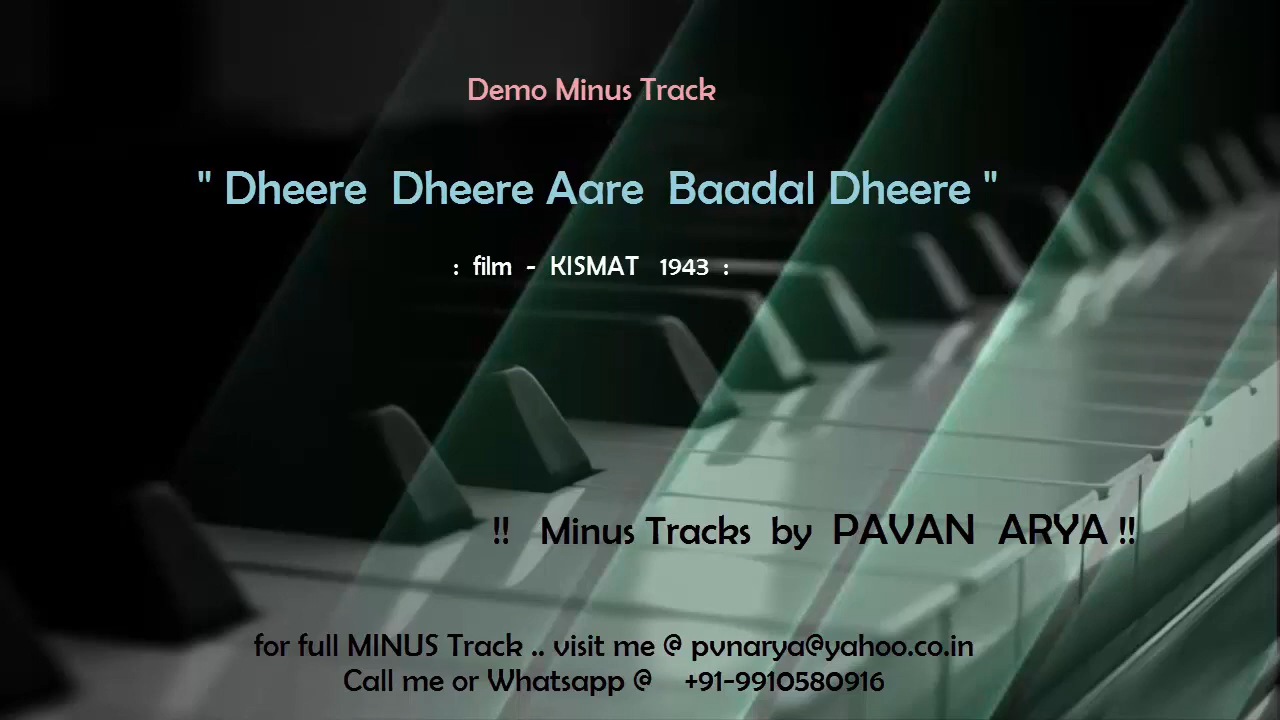 Demo Minus Track
" Dheere Dheere Aare Baadal Dheere "
: film - KISMAT 1943 :
!! Minus Tracks by PAVAN ARYA !!
for full MINUS Track .. visit me @ pvnarya@yahoo.co.in
Call me or Whatsapp @ +91-9910580916